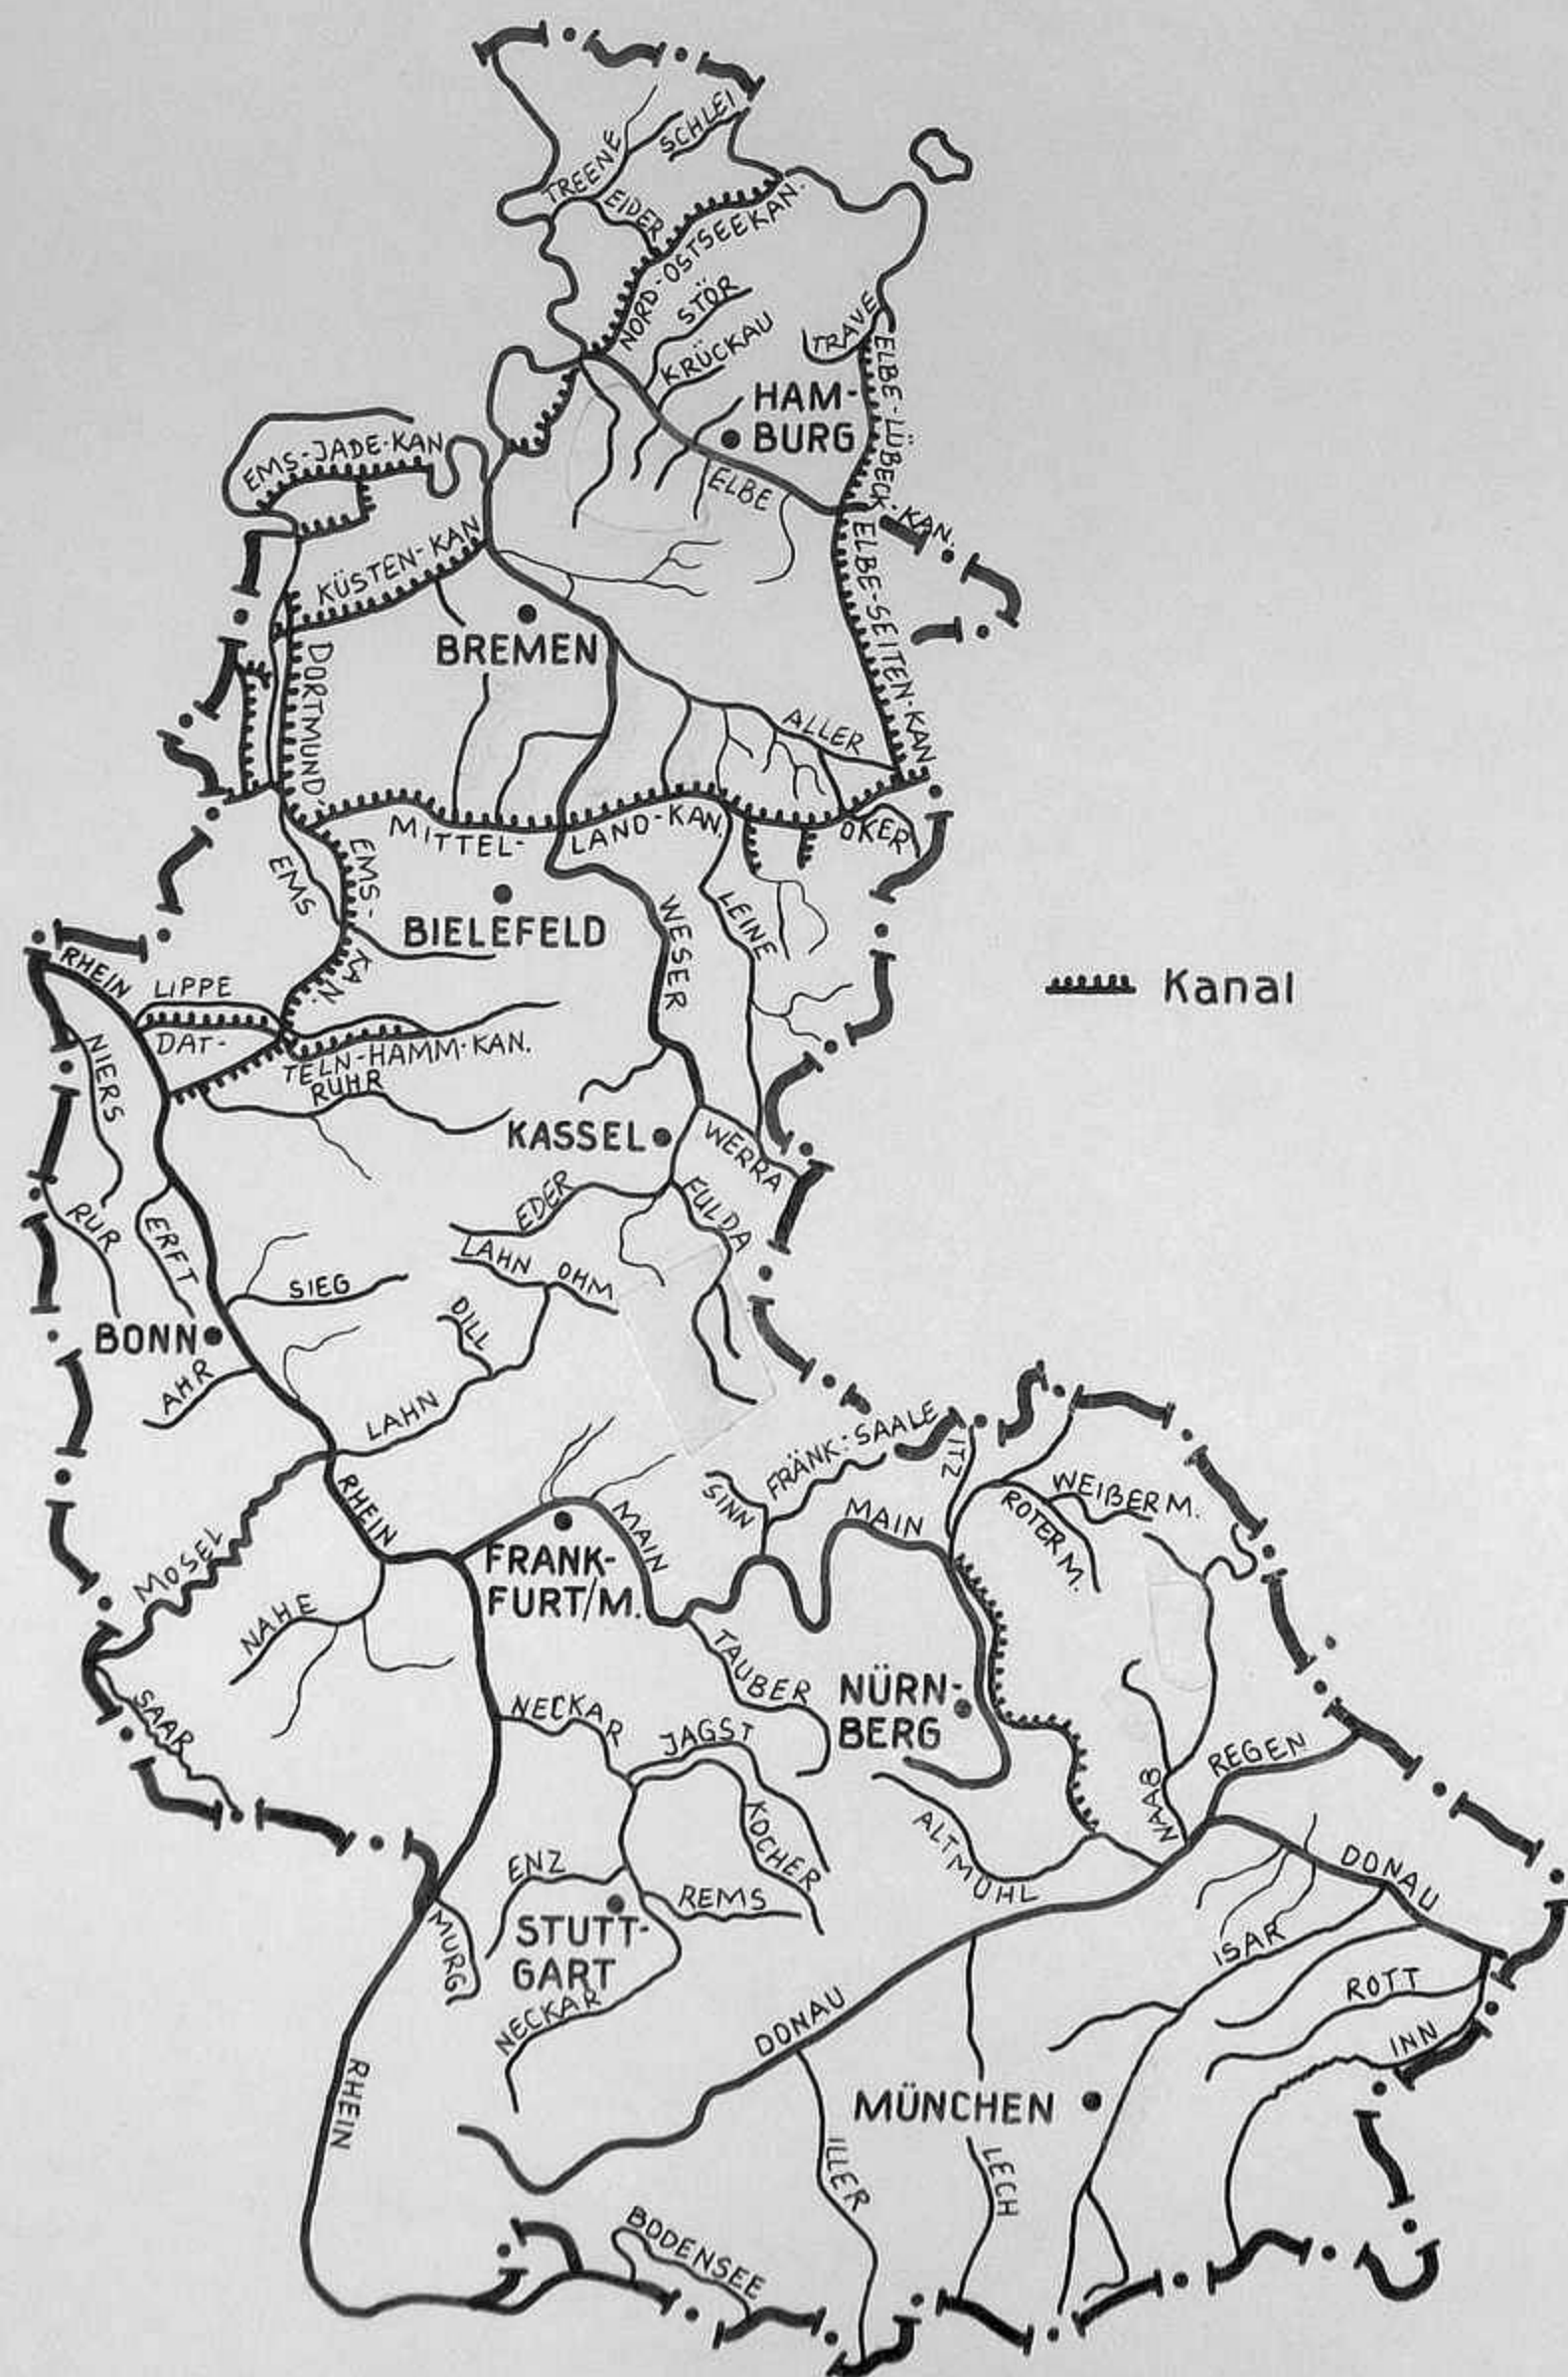 TREENE
SCHLEI
EIDER
NORD-OSTSEEKAN.
STÖR
KRÜCKAU
TRAVE
HAM-
BURG
ELBE-LÜBECK-KAN.
ELBE
EMS-JADE-KAN
KÜSTEN-KAN
ELBE-SEITEN-KAN.
BREMEN
DORTMUND-
ALLER
MITTEL-
LAND-KAN.
OKER
EMS
EMS-
KAN.
BIELEFELD
WESER
LEINE
RHEIN
LIPPE
DAT-
TELN-HAMM-KAN.
Kanal
NIERS
RUHR
KASSEL
WERRA
EDER
FULDA
RUR
ERFT
LAHN
OHM
SIEG
DILL
BONN
AHR
LAHN
FRÄNK.-SAALE
ITZ
SINN
RHEIN
MAIN
MAIN
WEIßER M.
ROTER M.
MOSEL
FRANK-
FURT/M.
NAHE
TAUBER
NÜRN-
BERG
SAAR
NECKAR
JAGST
KOCHER
NAAB
REGEN
ALTMÜHL
DONAU
ENZ
REMS
STUTT-
GART
MURG
NECKAR
ISAR
ROTT
INN
DONAU
RHEIN
MÜNCHEN
ILLER
LECH
BODENSEE